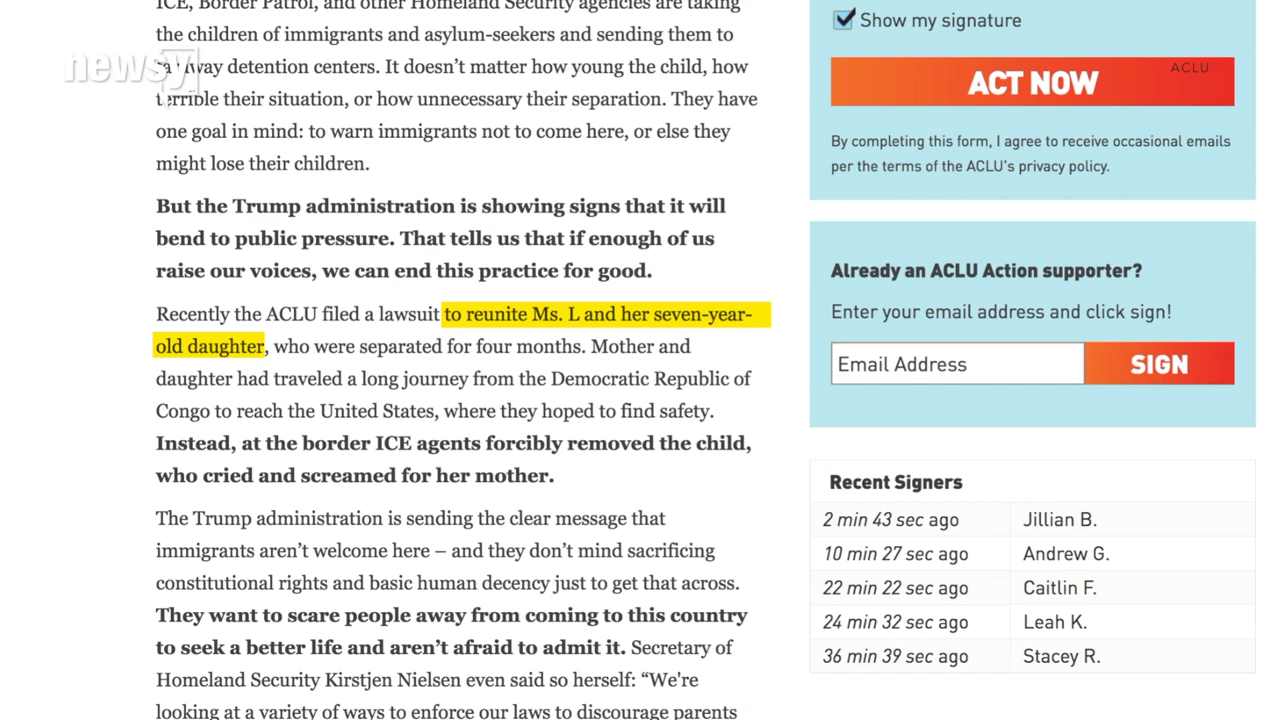 ICE, Border Patrol, and other Homeland Security agencies are taking
the children of immigrants and asylum-seekers and sending them to
faraway detention centers. It doesn't matter how young the child, how
terrible their situation, or how unnecessary their separation. They have
one goal in mind: to warn immigrants not to come here, or else they
might lose their children.
But the Trump administration is showing signs that it will
bend to public pressure. That tells us that if enough of us
raise our voices, we can end this practice for good.
Recently the ACLU filed a lawsuit to reunite Ms. L and her seven-year-
old daughter, who were separated for four months. Mother and
daughter had traveled a long journey from the Democratic Republic of
Congo to reach the United States, where they hoped to find safety.
Instead, at the border ICE agents forcibly removed the child,
who cried and screamed for her mother.
The Trump administration is sending the clear message that
immigrants aren't welcome here – and they don't mind sacrificing
constitutional rights and basic human decency just to get that across.
They want to scare people away from coming to this country
to seek a better life and aren't afraid to admit it. Secretary of
Homeland Security Kirstjen Nielsen even said so herself: “We're
looking at a variety of ways to enforce our laws to discourage parents
newsy
Show my signature
ACT NOW
ACLU
By completing this form, I agree to receive occasional emails
per the terms of the ACLU's privacy policy.
Already an ACLU Action supporter?
Enter your email address and click sign!
Email Address SIGN
Recent Signers
2 min 43 sec ago Jillian B.
10 min 27 sec ago Andrew G.
22 min 22 sec ago Caitlin F.
24 min 32 sec ago Leah K.
36 min 39 sec ago Stacey R.